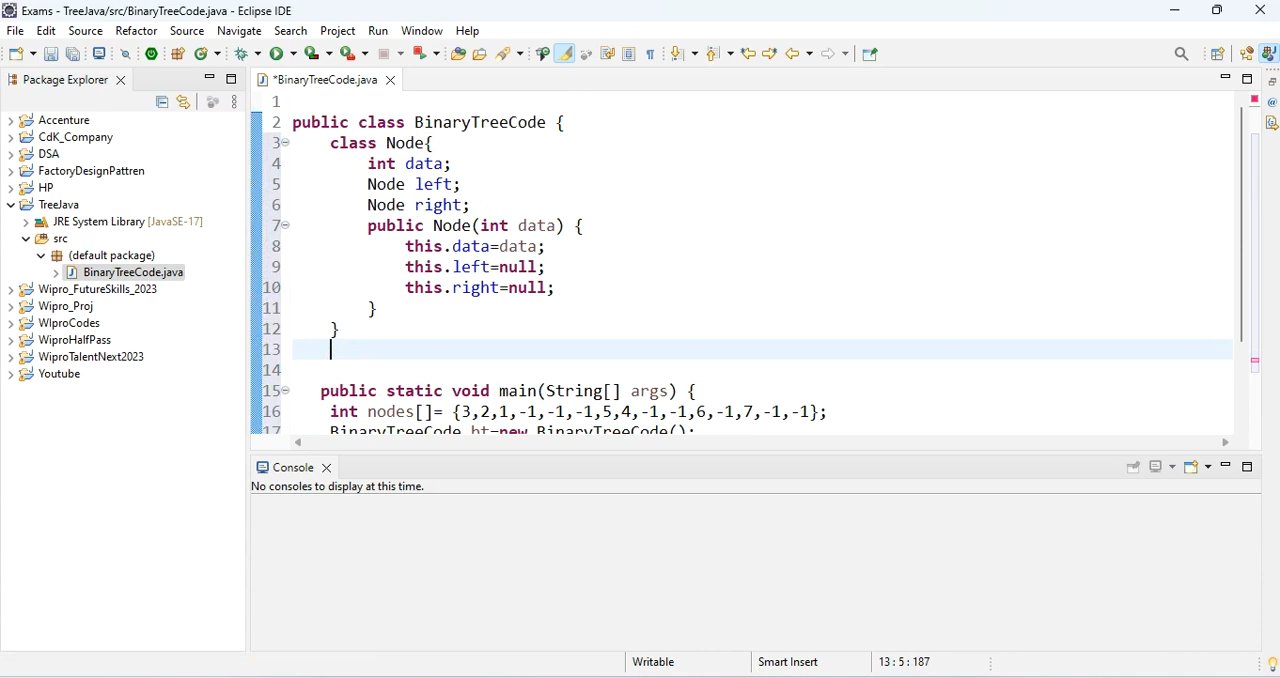 Exams - TreeJava/src/BinaryTreeCode.java - Eclipse IDE
File Edit Source Refactor Source Navigate Search Project Run Window Help
Package Explorer
*BinaryTreeCode.java
Accenture
CdK_Company
DSA
FactoryDesignPattren
HP
TreeJava
JRE System Library [JavaSE-17]
src
(default package)
BinaryTreeCode.java
Wipro_FutureSkills_2023
Wipro_Proj
WIproCodes
WiproHalfPass
WiproTalentNext2023
Youtube
1
2 public class BinaryTreeCode {
3 class Node{
4 int data;
5 Node left;
6 Node right;
7 public Node(int data) {
8 this.data=data;
9 this.left=null;
10 this.right=null;
11 }
12 }
13
14
15 public static void main(String[] args) {
16 int nodes[]= {3,2,1,-1,-1,-1,5,4,-1,-1,6,-1,7,-1,-1};
17 BinaryTreeCode bt=new BinaryTreeCode();
Console
No consoles to display at this time.
Writable Smart Insert 13 : 5 : 187